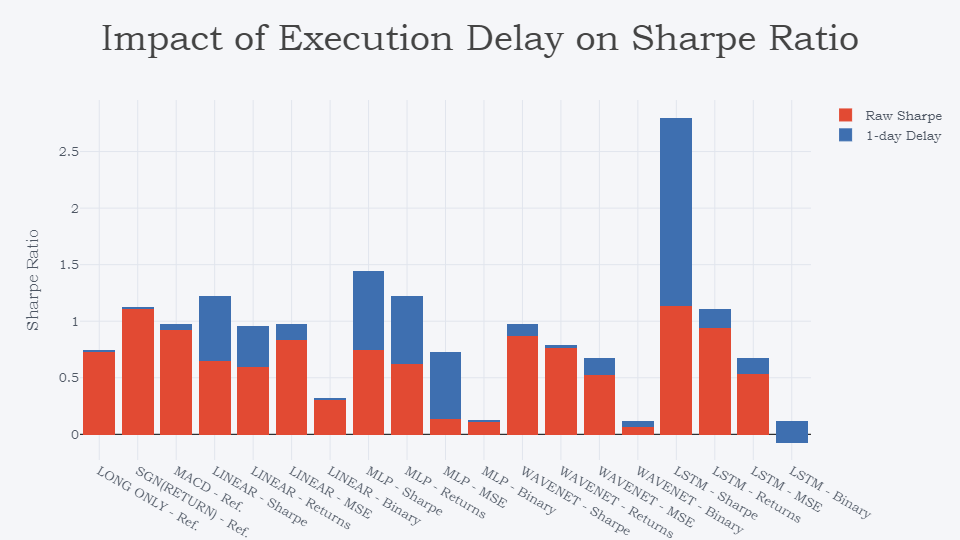 Impact of Execution Delay on Sharpe Ratio
Raw Sharpe
1-day Delay
Sharpe Ratio
2.5
2
1.5
1
0.5
0
LONG ONLY - Ref.
SGN(RETURN) - Ref.
MACD - Ref.
LINEAR - Sharpe
LINEAR - Returns
LINEAR - MSE
LINEAR - Binary
MLP - Sharpe
MLP - Returns
MLP - MSE
MLP - Binary
WAVENET - Sharpe
WAVENET - Returns
WAVENET - MSE
WAVENET - Binary
LSTM - Sharpe
LSTM - Returns
LSTM - MSE
LSTM - Binary